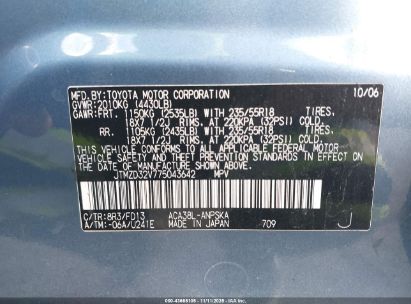 MFD.BY:TOYOTA MOTOR CORPORATION 10/06
GVWR:2010KG (4430LB)
GAWR:FRT. 1150KG (2535LB) WITH 235/55R18 TIRES.
18X7 1/2J RIMS, AT 220KPA (32PSI) COLD.
RR. 1105KG (2435LB) WITH 235/55R18 TIRES.
18X7 1/2J RIMS, AT 220KPA (32PSI) COLD.
THIS VEHICLE CONFORMS TO ALL APPLICABLE
FEDERAL MOTOR VEHICLE SAFETY STANDARDS
IN EFFECT ON THE DATE OF
MANUFACTURE SHOWN ABOVE.
JTMZD32V775043642 MPV
C/TR:8R3/FD13 ACA38L-ANPSKA J
A/TM:-06A/U241E MADE IN JAPAN 709